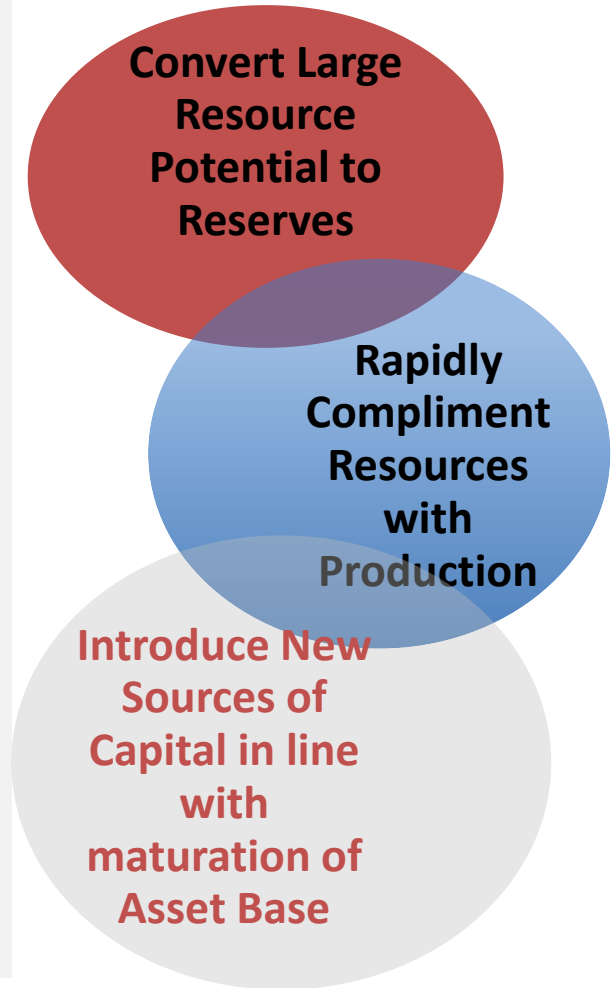 Convert Large
Resource
Potential to
Reserves
Rapidly
Compliment
Resources
with
Production
Introduce New
Sources of
Capital in line
with
maturation of
Asset Base